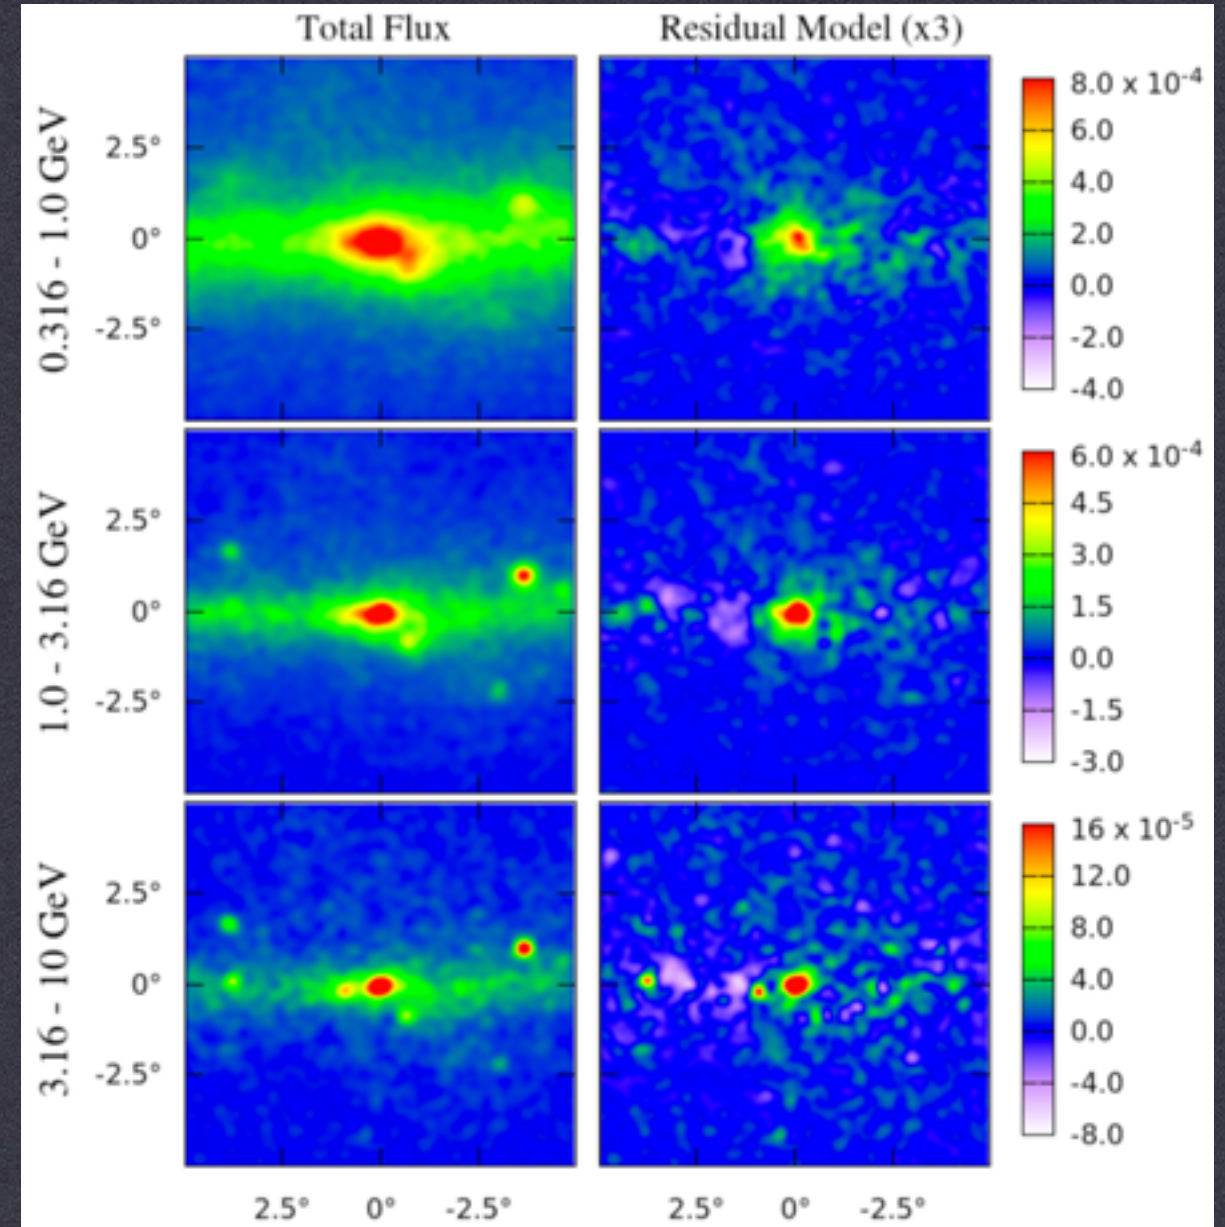 Total Flux
Residual Model (x3)
0.316 - 1.0 GeV
2.5°
0°
-2.5°
8.0 x 10⁻⁴
6.0
4.0
2.0
0.0
-2.0
-4.0
1.0 - 3.16 GeV
2.5°
0°
-2.5°
6.0 x 10⁻⁴
4.5
3.0
1.5
0.0
-1.5
-3.0
3.16 - 10 GeV
2.5°
0°
-2.5°
16 x 10⁻⁵
12.0
8.0
4.0
0.0
-4.0
-8.0
2.5° 0° -2.5°
2.5° 0° -2.5°